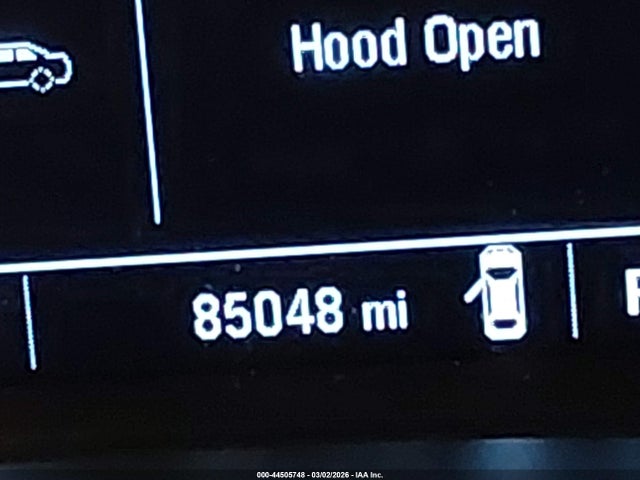 Hood Open
85048 mi
000-44505748 - 03/02/2026 - IAA Inc.